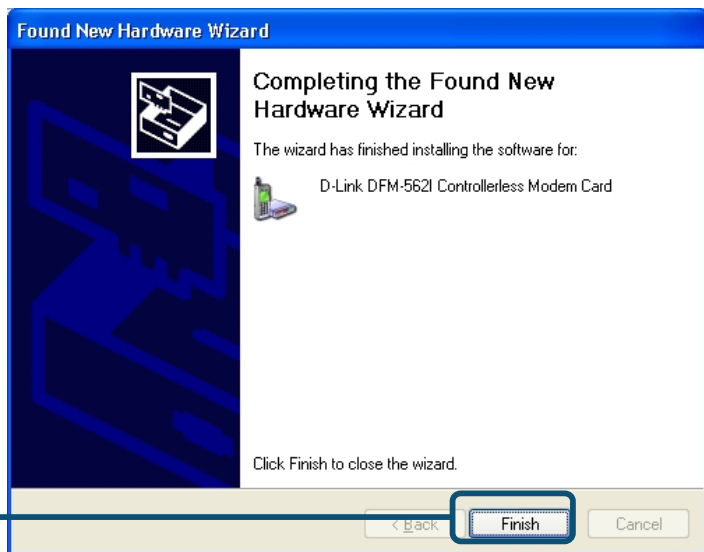 Found New Hardware Wizard
Completing the Found New
Hardware Wizard
The wizard has finished installing the software for:
D-Link DFM-562I Controllerless Modem Card
Click Finish to close the wizard.
< Back
Finish
Cancel